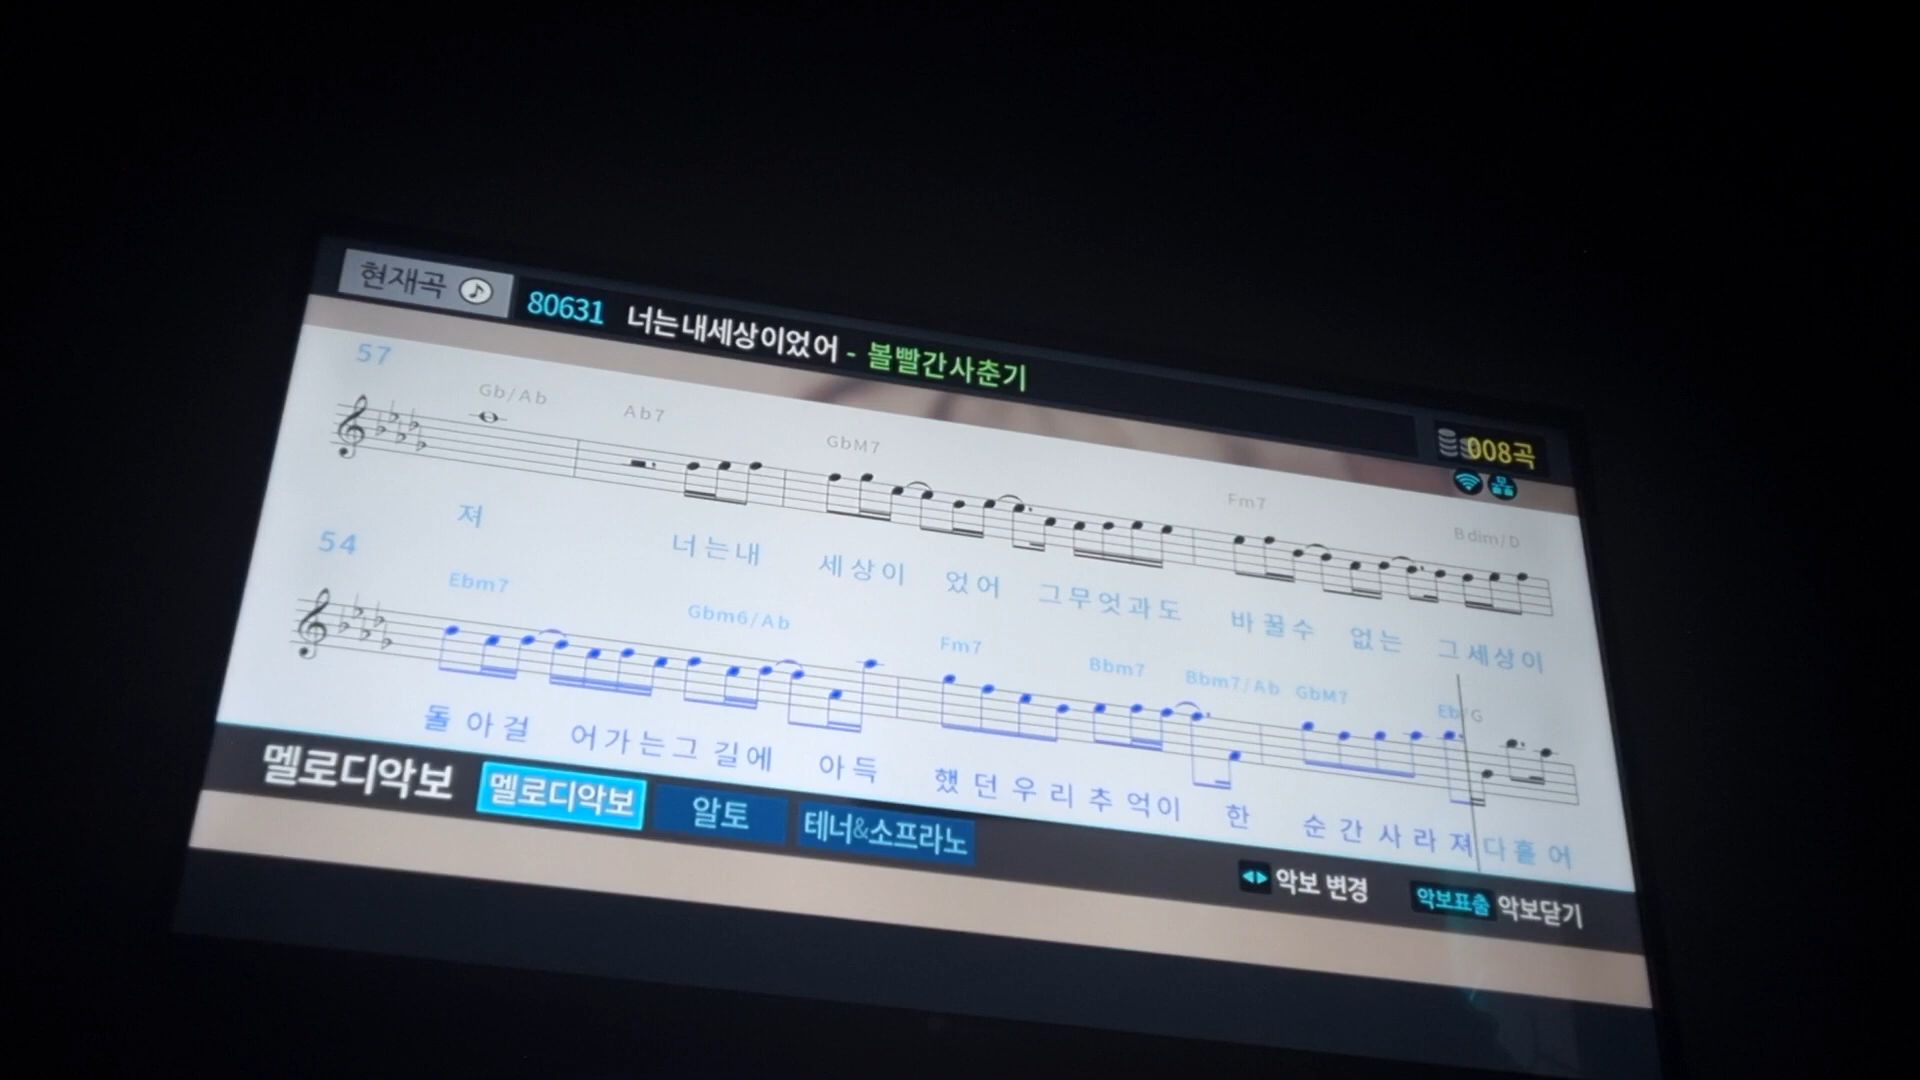 현재곡 80631 너는내세상이었어 - 볼빨간사춘기
008곡
57
Gb/Ab Ab7 GbM7 Fm7 Bdim/D
져 너는내 세상이 었어 그무엇과도 바꿀수 없는 그세상이
54
Ebm7 Gbm6/Ab Fm7 Bbm7 Bbm7/Ab GbM7 Eb/G
돌아걸 어가는그길에 아득 했던우리추억이 한 순간사라져다흩어
멜로디악보 멜로디악보 알토 테너&소프라노
악보 변경 악보표출 악보닫기